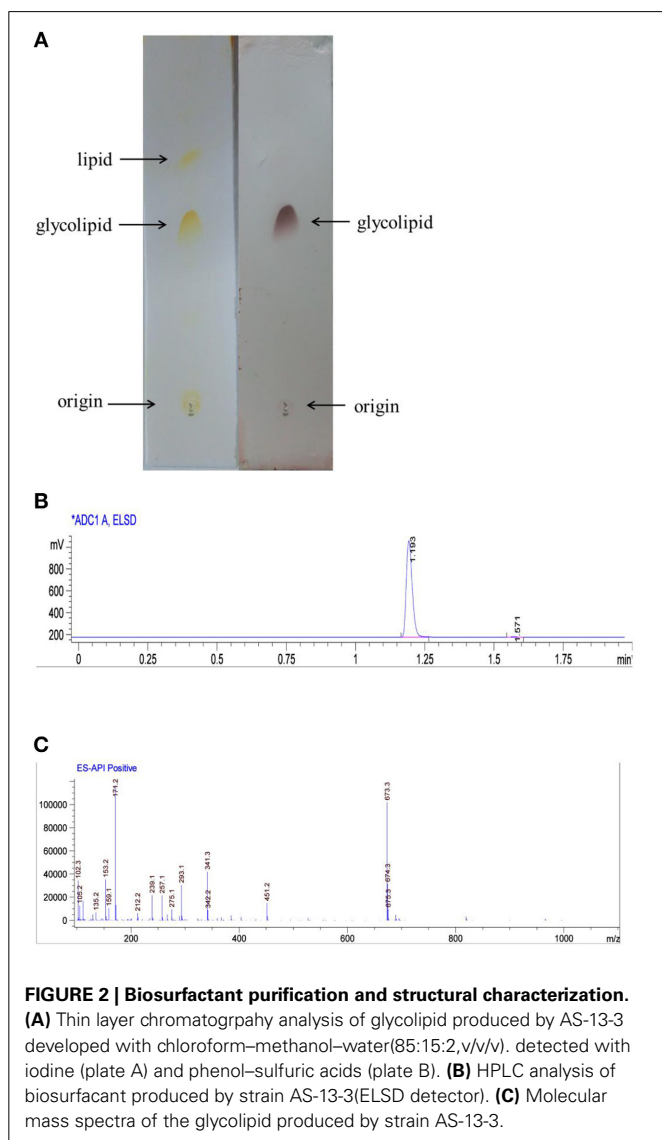 A
lipid
glycolipid
glycolipid
origin
origin
B
*ADC1 A, ELSD
mV
800
600
400
200
1.193
1.571
0 0.25 0.5 0.75 1 1.25 1.5 1.75 min
C
ES-API Positive
100000
80000
60000
40000
20000
0
102.3
105.2
135.2
153.2
159.1
171.2
212.2
239.1
257.1
275.1
293.1
341.3
342.2
451.2
673.3
674.3
675.3
200 400 600 800 1000 m/z
FIGURE 2 | Biosurfactant purification and structural characterization.
(A) Thin layer chromatogrpahy analysis of glycolipid produced by AS-13-3
developed with chloroform–methanol–water(85:15:2,v/v/v). detected with
iodine (plate A) and phenol–sulfuric acids (plate B). (B) HPLC analysis of
biosurfacant produced by strain AS-13-3(ELSD detector). (C) Molecular
mass spectra of the glycolipid produced by strain AS-13-3.